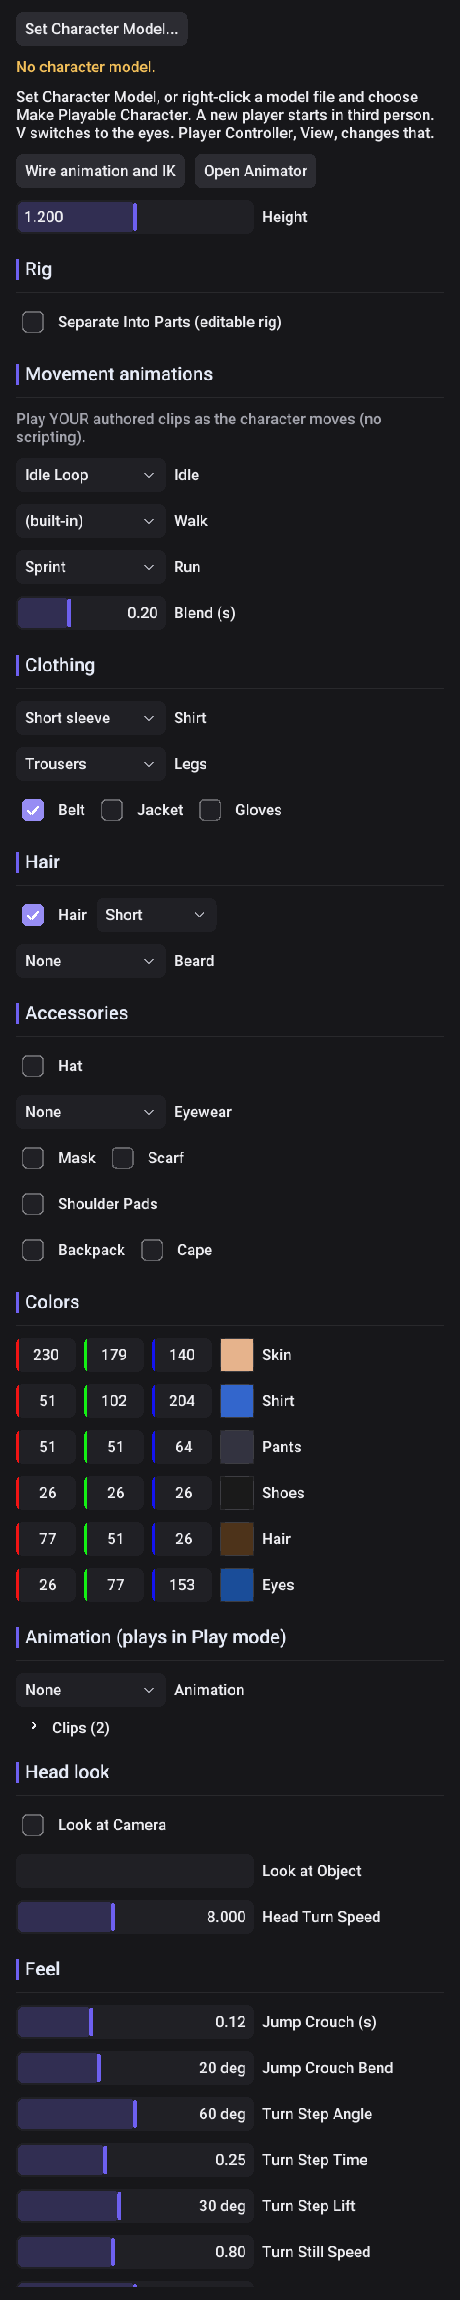 Set Character Model...
No character model.
Set Character Model, or right-click a model file and choose
Make Playable Character. A new player starts in third person.
V switches to the eyes. Player Controller, View, changes that.
Wire animation and IK Open Animator
1.200 Height
Rig
Separate Into Parts (editable rig)
Movement animations
Play YOUR authored clips as the character moves (no
scripting).
Idle Loop Idle
(built-in) Walk
Sprint Run
0.20 Blend (s)
Clothing
Short sleeve Shirt
Trousers Legs
Belt Jacket Gloves
Hair
Hair Short
None Beard
Accessories
Hat
None Eyewear
Mask Scarf
Shoulder Pads
Backpack Cape
Colors
230 179 140 Skin
51 102 204 Shirt
51 51 64 Pants
26 26 26 Shoes
77 51 26 Hair
26 77 153 Eyes
Animation (plays in Play mode)
None Animation
Clips (2)
Head look
Look at Camera
Look at Object
8.000 Head Turn Speed
Feel
0.12 Jump Crouch (s)
20 deg Jump Crouch Bend
60 deg Turn Step Angle
0.25 Turn Step Time
30 deg Turn Step Lift
0.80 Turn Still Speed